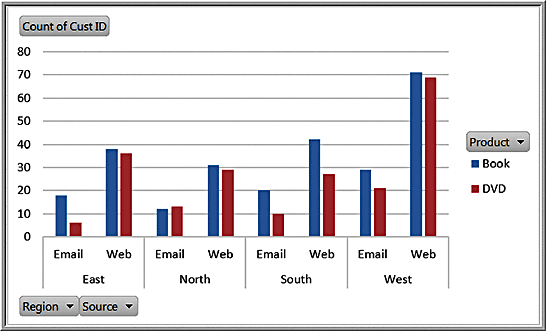 Count of Cust ID
80
70
60
50
40
30
20
10
0
Product
Book
DVD
Email Web Email Web Email Web Email Web
East North South West
Region Source